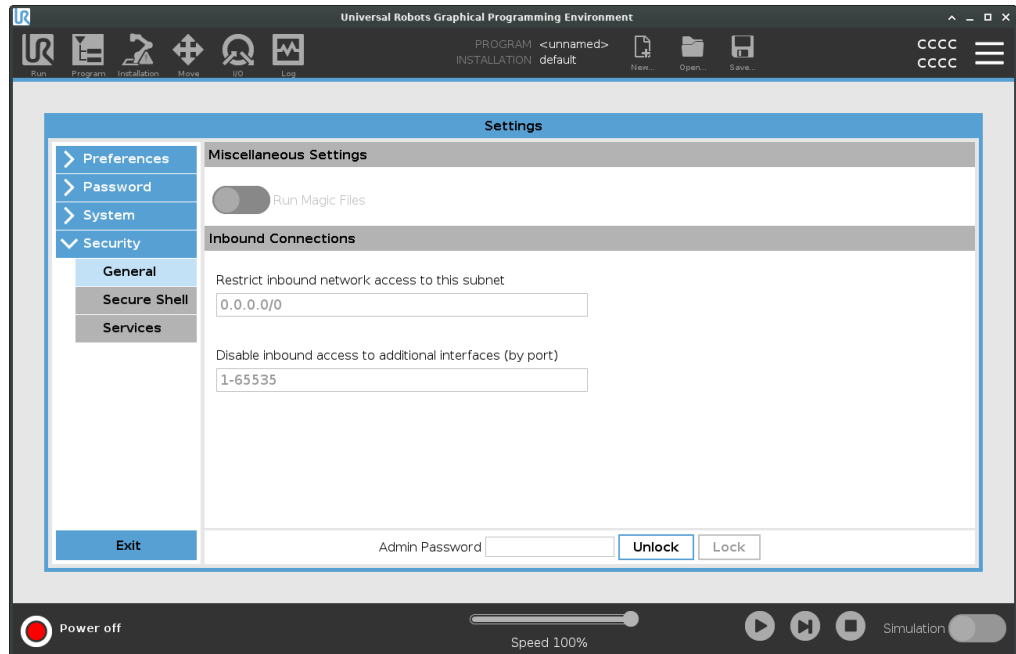 UR
Universal Robots Graphical Programming Environment
UR
PROGRAM <unnamed>
INSTALLATION default
CCCC
CCCC
Run Program Installation Move I/O Log New... Open... Save...
Settings
Preferences
Password
System
Security
General
Secure Shell
Services
Exit
Miscellaneous Settings
Run Magic Files
Inbound Connections
Restrict inbound network access to this subnet
0.0.0.0/0
Disable inbound access to additional interfaces (by port)
1-65535
Admin Password Unlock Lock
Power off
Speed 100%
Simulation